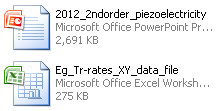 2012_2ndorder_piezoelectricity
Microsoft Office PowerPoint Pr...
2,691 KB
Eg_Tr-rates_XY_data_file
Microsoft Office Excel Worksh...
275 KB